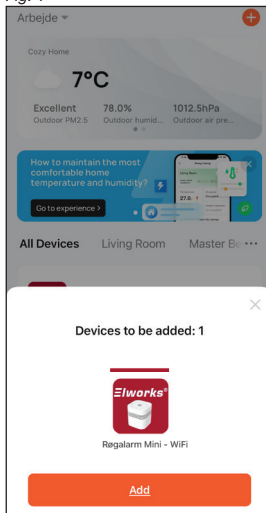 Arbejde
Cozy Home
7°C
Excellent 78.0% 1012.5hPa
Outdoor PM2.5 Outdoor humid... Outdoor air pre...
How to maintain the most
comfortable home
temperature and humidity?
Go to experience >
All Devices Living Room Master Be
Devices to be added: 1
Elworks®
Røgalarm Mini - WiFi
Add